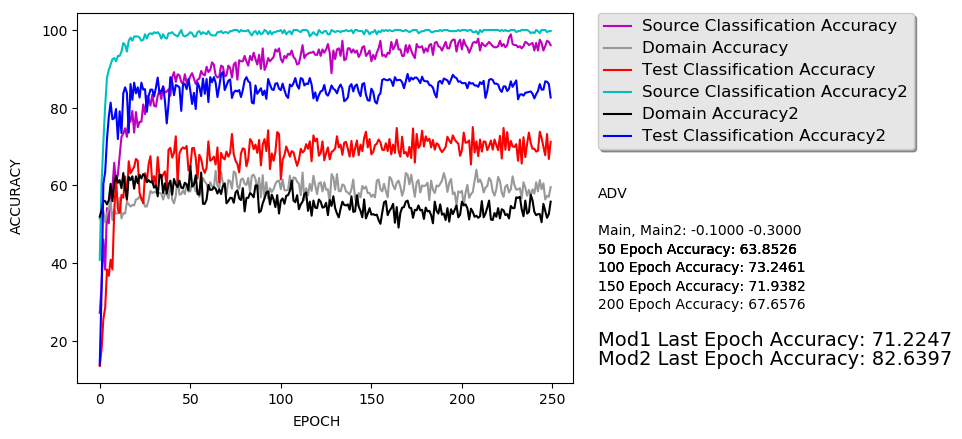 100
80
60
40
20
ACCURACY
0
50
100
150
200
250
EPOCH
Source Classification Accuracy
Domain Accuracy
Test Classification Accuracy
Source Classification Accuracy2
Domain Accuracy2
Test Classification Accuracy2
ADV
Main, Main2: -0.1000 -0.3000
50 Epoch Accuracy: 63.8526
100 Epoch Accuracy: 73.2461
150 Epoch Accuracy: 71.9382
200 Epoch Accuracy: 67.6576
Mod1 Last Epoch Accuracy: 71.2247
Mod2 Last Epoch Accuracy: 82.6397